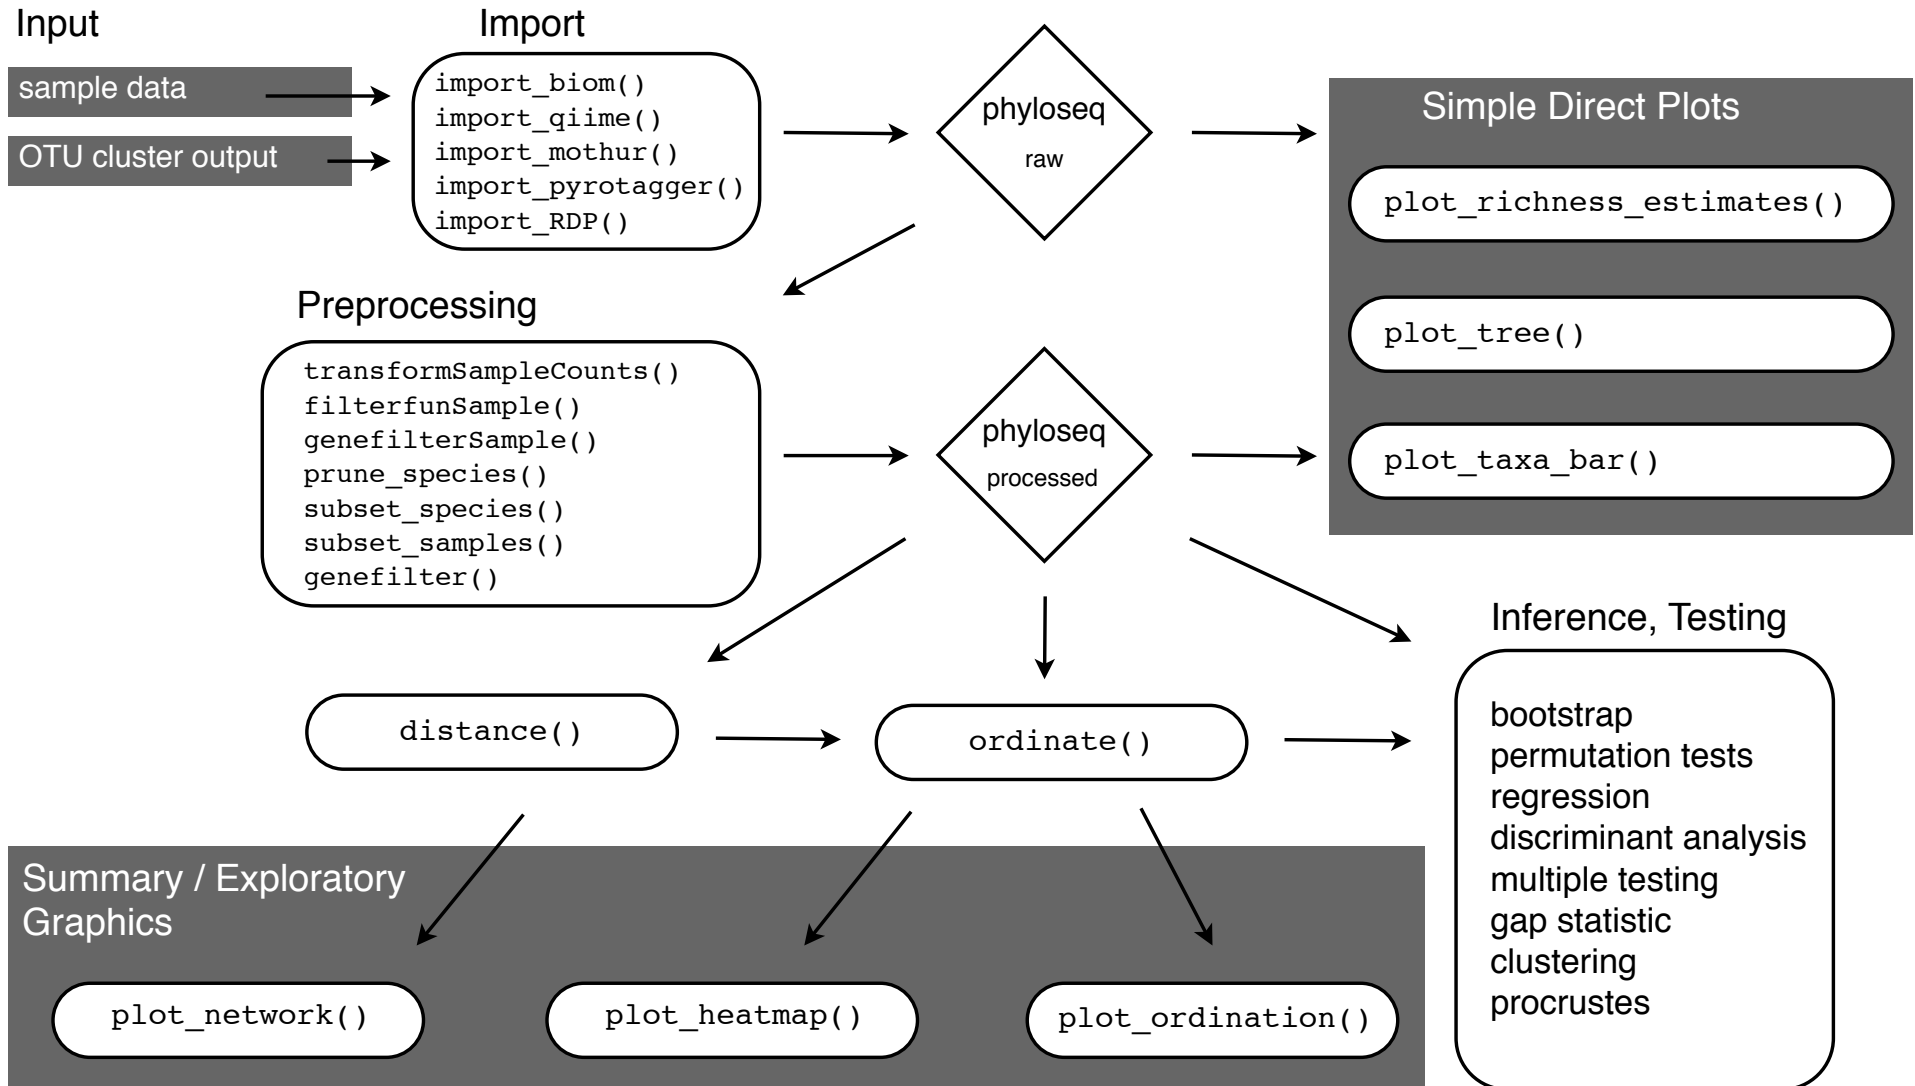 Input
sample data
OTU cluster output
Import
import_biom()
import_qiime()
import_mothur()
import_pyrotagger()
import_RDP()
phyloseq
raw
Simple Direct Plots
plot_richness_estimates()
plot_tree()
plot_taxa_bar()
Preprocessing
transformSampleCounts()
filterfunSample()
genefilterSample()
prune_species()
subset_species()
subset_samples()
genefilter()
phyloseq
processed
distance()
ordinate()
Inference, Testing
bootstrap
permutation tests
regression
discriminant analysis
multiple testing
gap statistic
clustering
procrustes
Summary / Exploratory
Graphics
plot_network()
plot_heatmap()
plot_ordination()